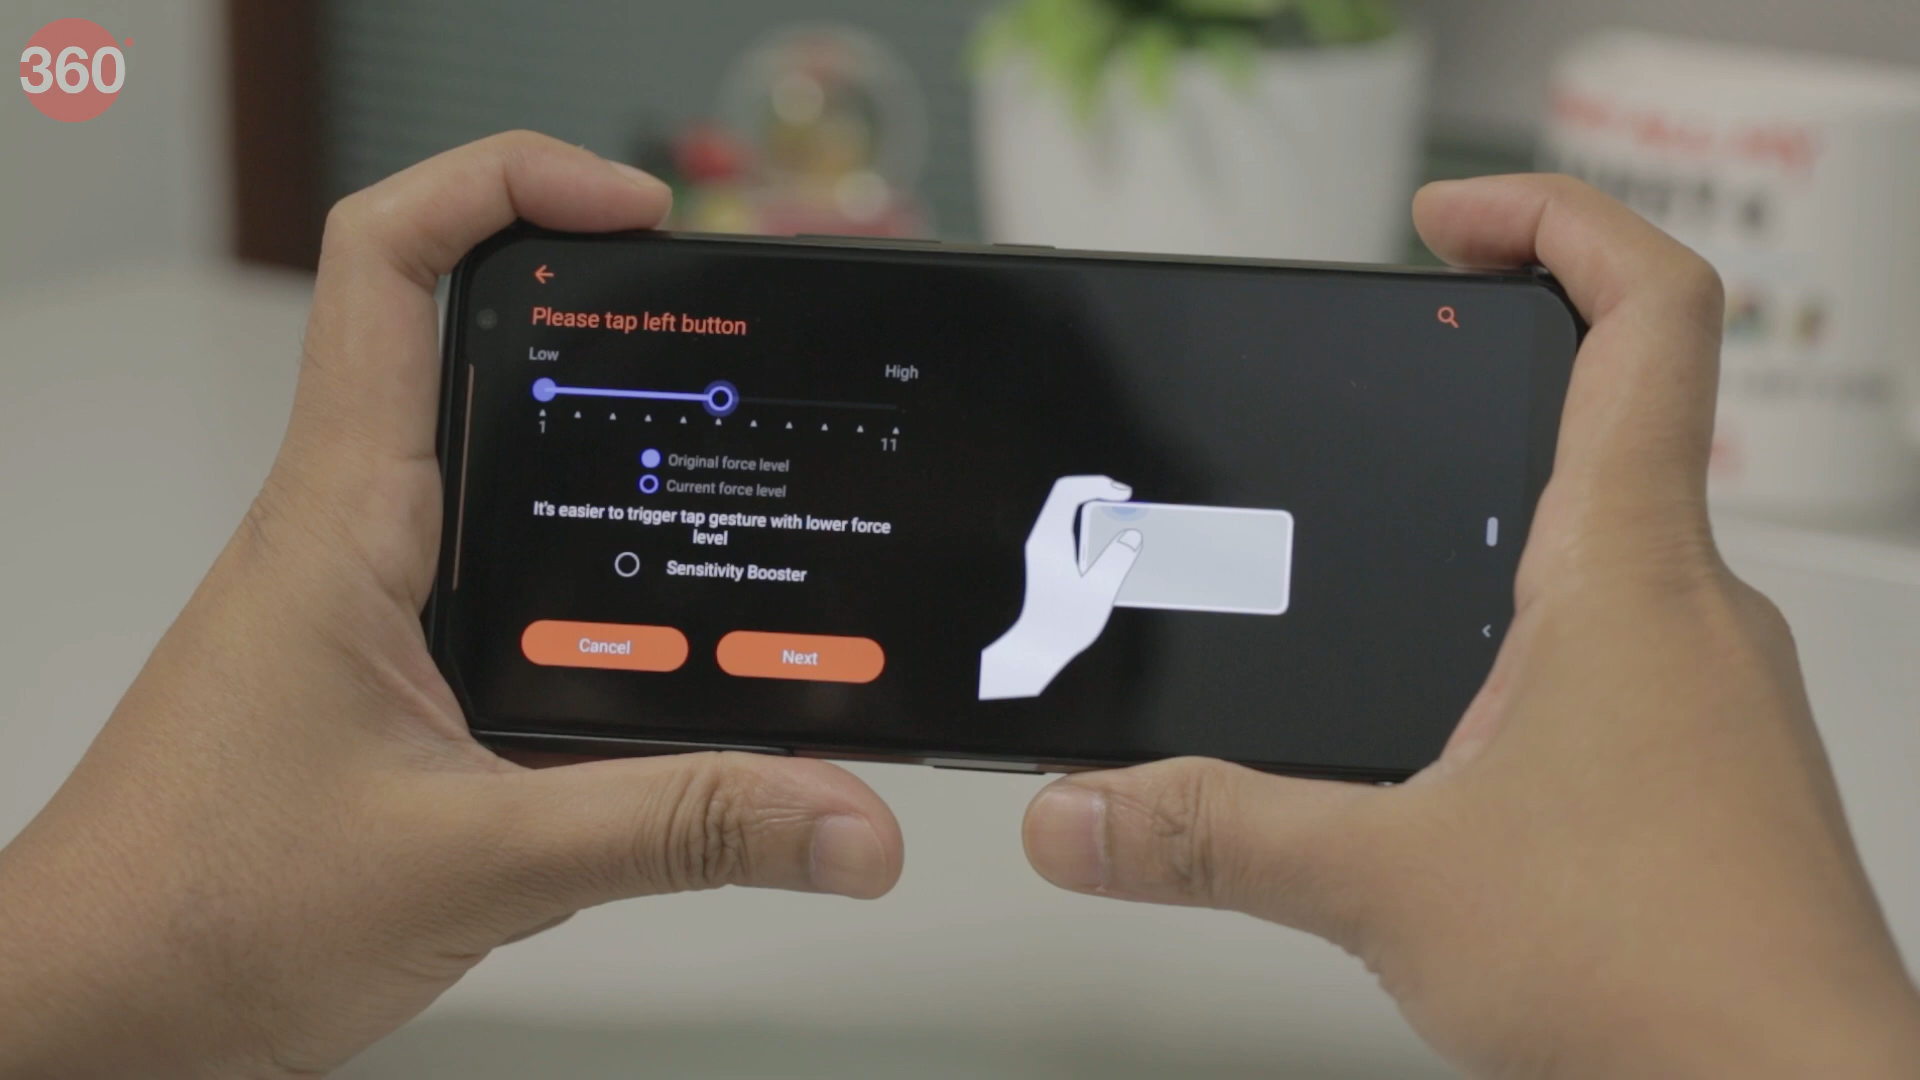 360
Please tap left button
Low
High
1
11
Original force level
Current force level
It's easier to trigger tap gesture with lower force
level
Sensitivity Booster
Cancel
Next